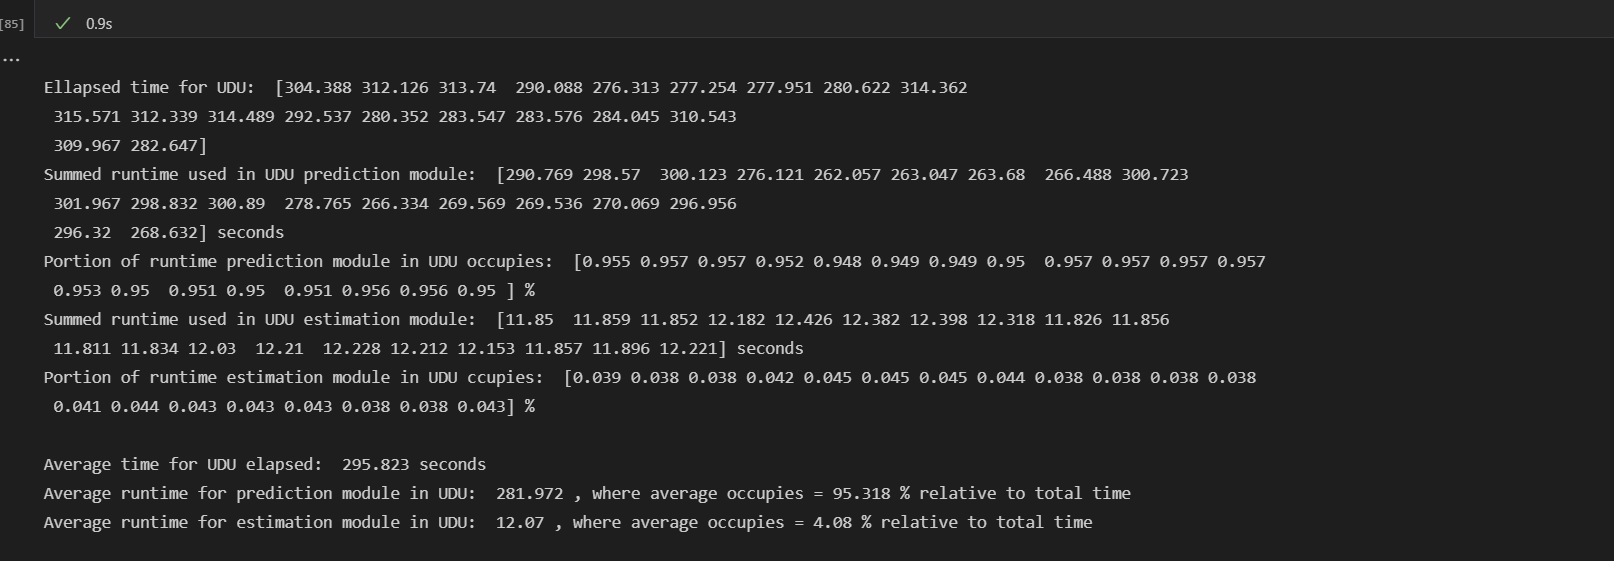 [85]
0.9s
...
Ellapsed time for UDU:  [304.388 312.126 313.74  290.088 276.313 277.254 277.951 280.622 314.362
315.571 312.339 314.489 292.537 280.352 283.547 283.576 284.045 310.543
309.967 282.647]
Summed runtime used in UDU prediction module:  [290.769 298.57  300.123 276.121 262.057 263.047 263.68  266.488 300.723
301.967 298.832 300.89  278.765 266.334 269.569 269.536 270.069 296.956
296.32  268.632] seconds
Portion of runtime prediction module in UDU occupies:  [0.955 0.957 0.957 0.952 0.948 0.949 0.949 0.95  0.957 0.957 0.957 0.957
0.953 0.95  0.951 0.95  0.951 0.956 0.956 0.95 ] %
Summed runtime used in UDU estimation module:  [11.85  11.859 11.852 12.182 12.426 12.382 12.398 12.318 11.826 11.856
11.811 11.834 12.03  12.21  12.228 12.212 12.153 11.857 11.896 12.221] seconds
Portion of runtime estimation module in UDU ccupies:  [0.039 0.038 0.038 0.042 0.045 0.045 0.045 0.044 0.038 0.038 0.038 0.038
0.041 0.044 0.043 0.043 0.043 0.038 0.038 0.043] %
Average time for UDU elapsed:  295.823 seconds
Average runtime for prediction module in UDU:  281.972 , where average occupies = 95.318 % relative to total time
Average runtime for estimation module in UDU:  12.07 , where average occupies = 4.08 % relative to total time